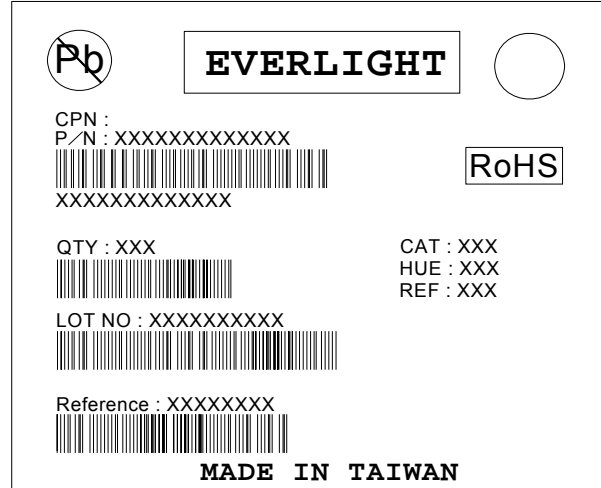 Pb
EVERLIGHT
CPN :
P/N : XXXXXXXXXXXXX
RoHS
XXXXXXXXXXXXX
QTY : XXX
CAT : XXX
HUE : XXX
REF : XXX
LOT NO : XXXXXXXXXX
Reference : XXXXXXXX
MADE IN TAIWAN